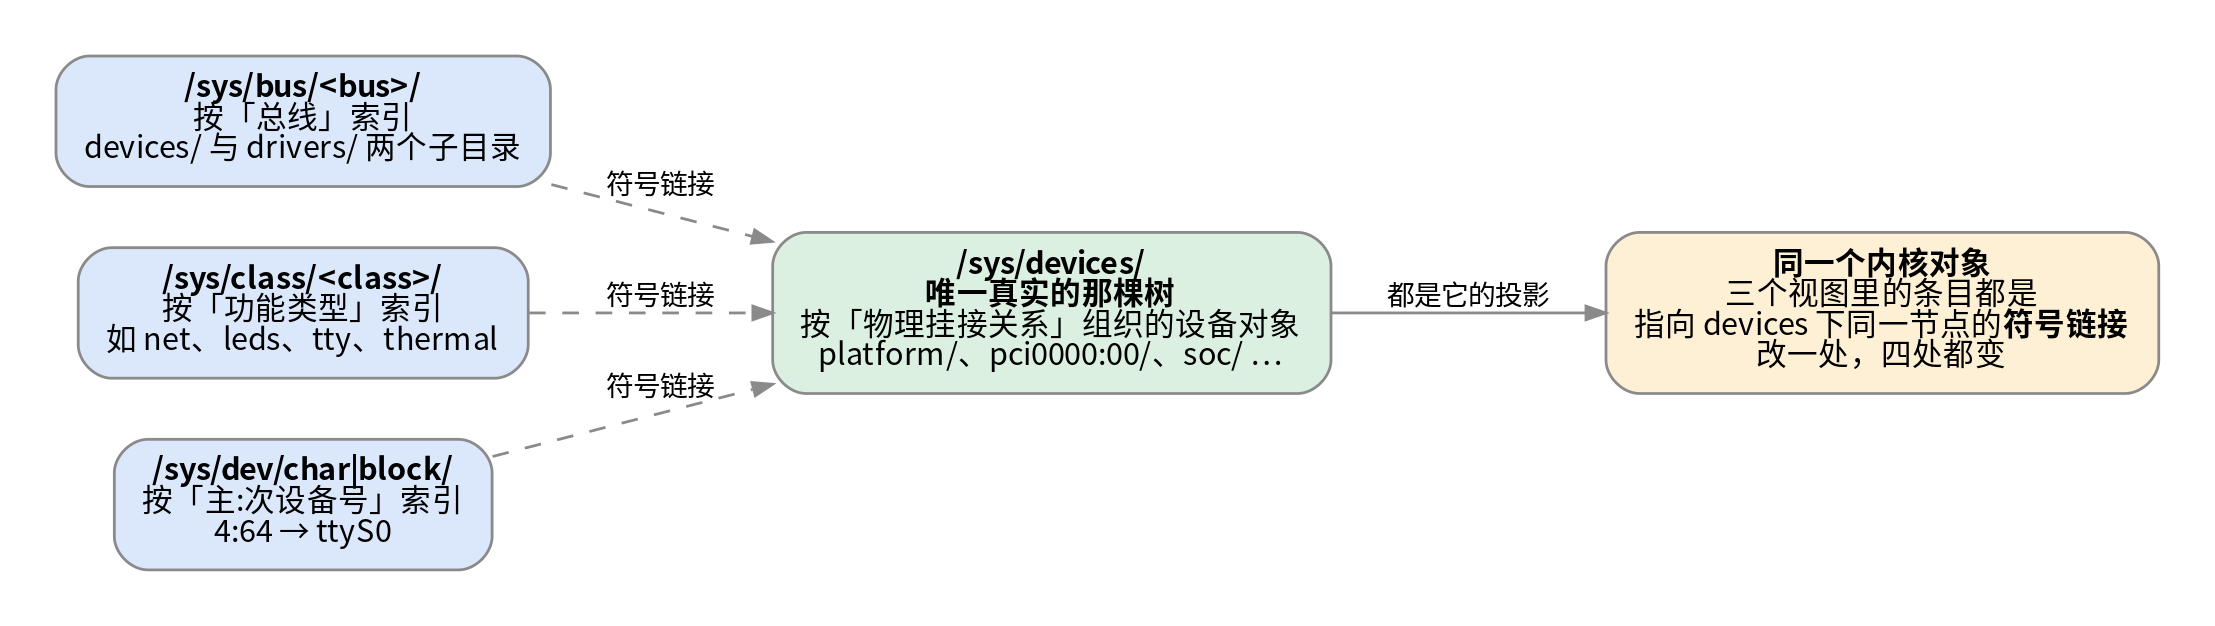 /sys/bus/<bus>/
按「总线」索引
devices/ 与 drivers/ 两个子目录
符号链接
/sys/class/<class>/
按「功能类型」索引
如 net、leds、tty、thermal
符号链接
/sys/dev/char|block/
按「主:次设备号」索引
4:64 → ttyS0
符号链接
/sys/devices/
唯一真实的那棵树
按「物理挂接关系」组织的设备对象
platform/、pci0000:00/、soc/ …
都是它的投影
同一个内核对象
三个视图里的条目都是
指向 devices 下同一节点的符号链接
改一处，四处都变